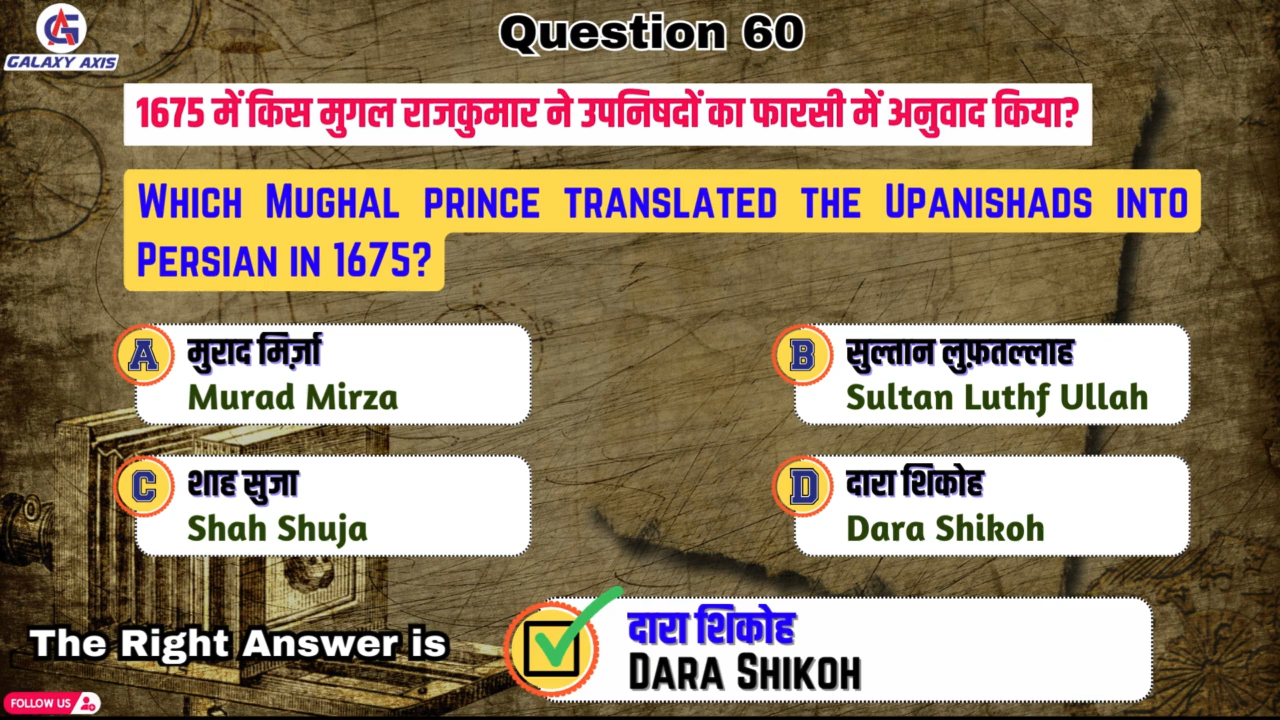 Question 60
GALAXY AXIS
1675 में किस मुगल राजकुमार ने उपनिषदों का फारसी में अनुवाद किया?
Which Mughal prince translated the Upanishads into
Persian in 1675?
A
मुराद मिर्ज़ा
Murad Mirza
B
सुल्तान लुफ़तल्लाह
Sultan Luthf Ullah
C
शाह सुजा
Shah Shuja
D
दारा शिकोह
Dara Shikoh
The Right Answer is
दारा शिकोह
Dara Shikoh
FOLLOW US